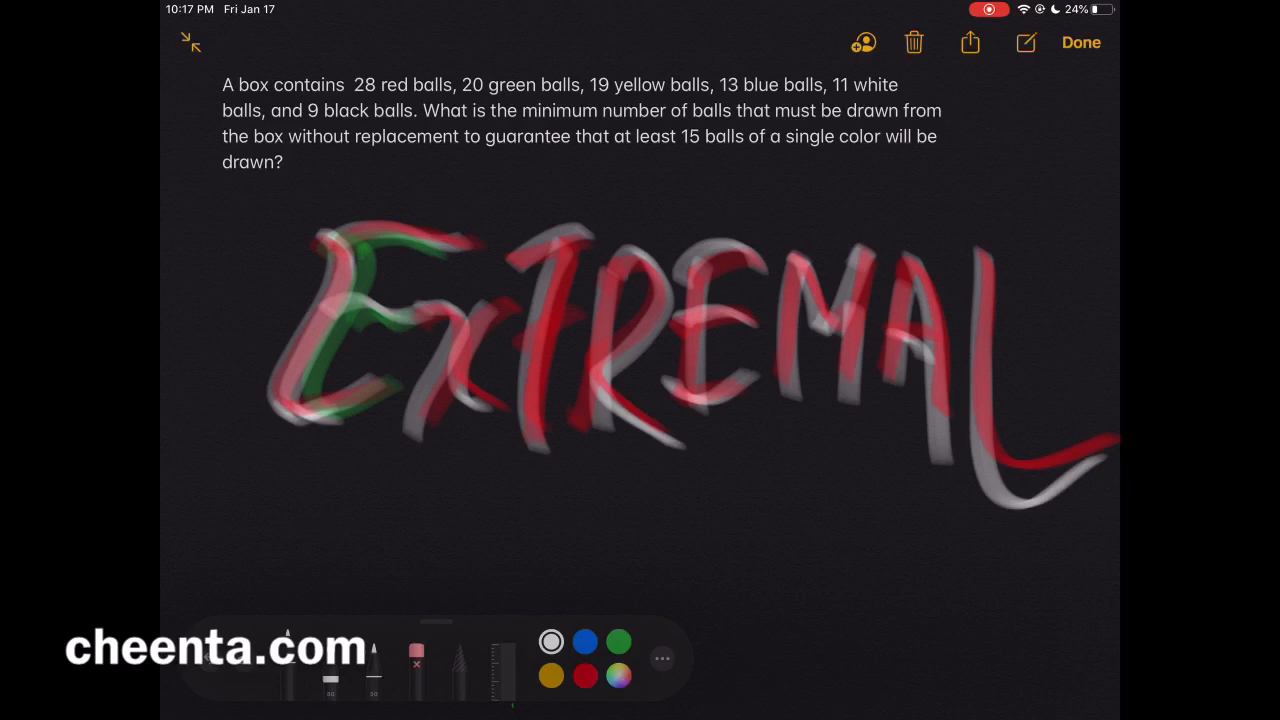 10:17 PM Fri Jan 17
24%
Done
A box contains 28 red balls, 20 green balls, 19 yellow balls, 13 blue balls, 11 white
balls, and 9 black balls. What is the minimum number of balls that must be drawn from
the box without replacement to guarantee that at least 15 balls of a single color will be
drawn?
EXTREMAL
cheenta.com